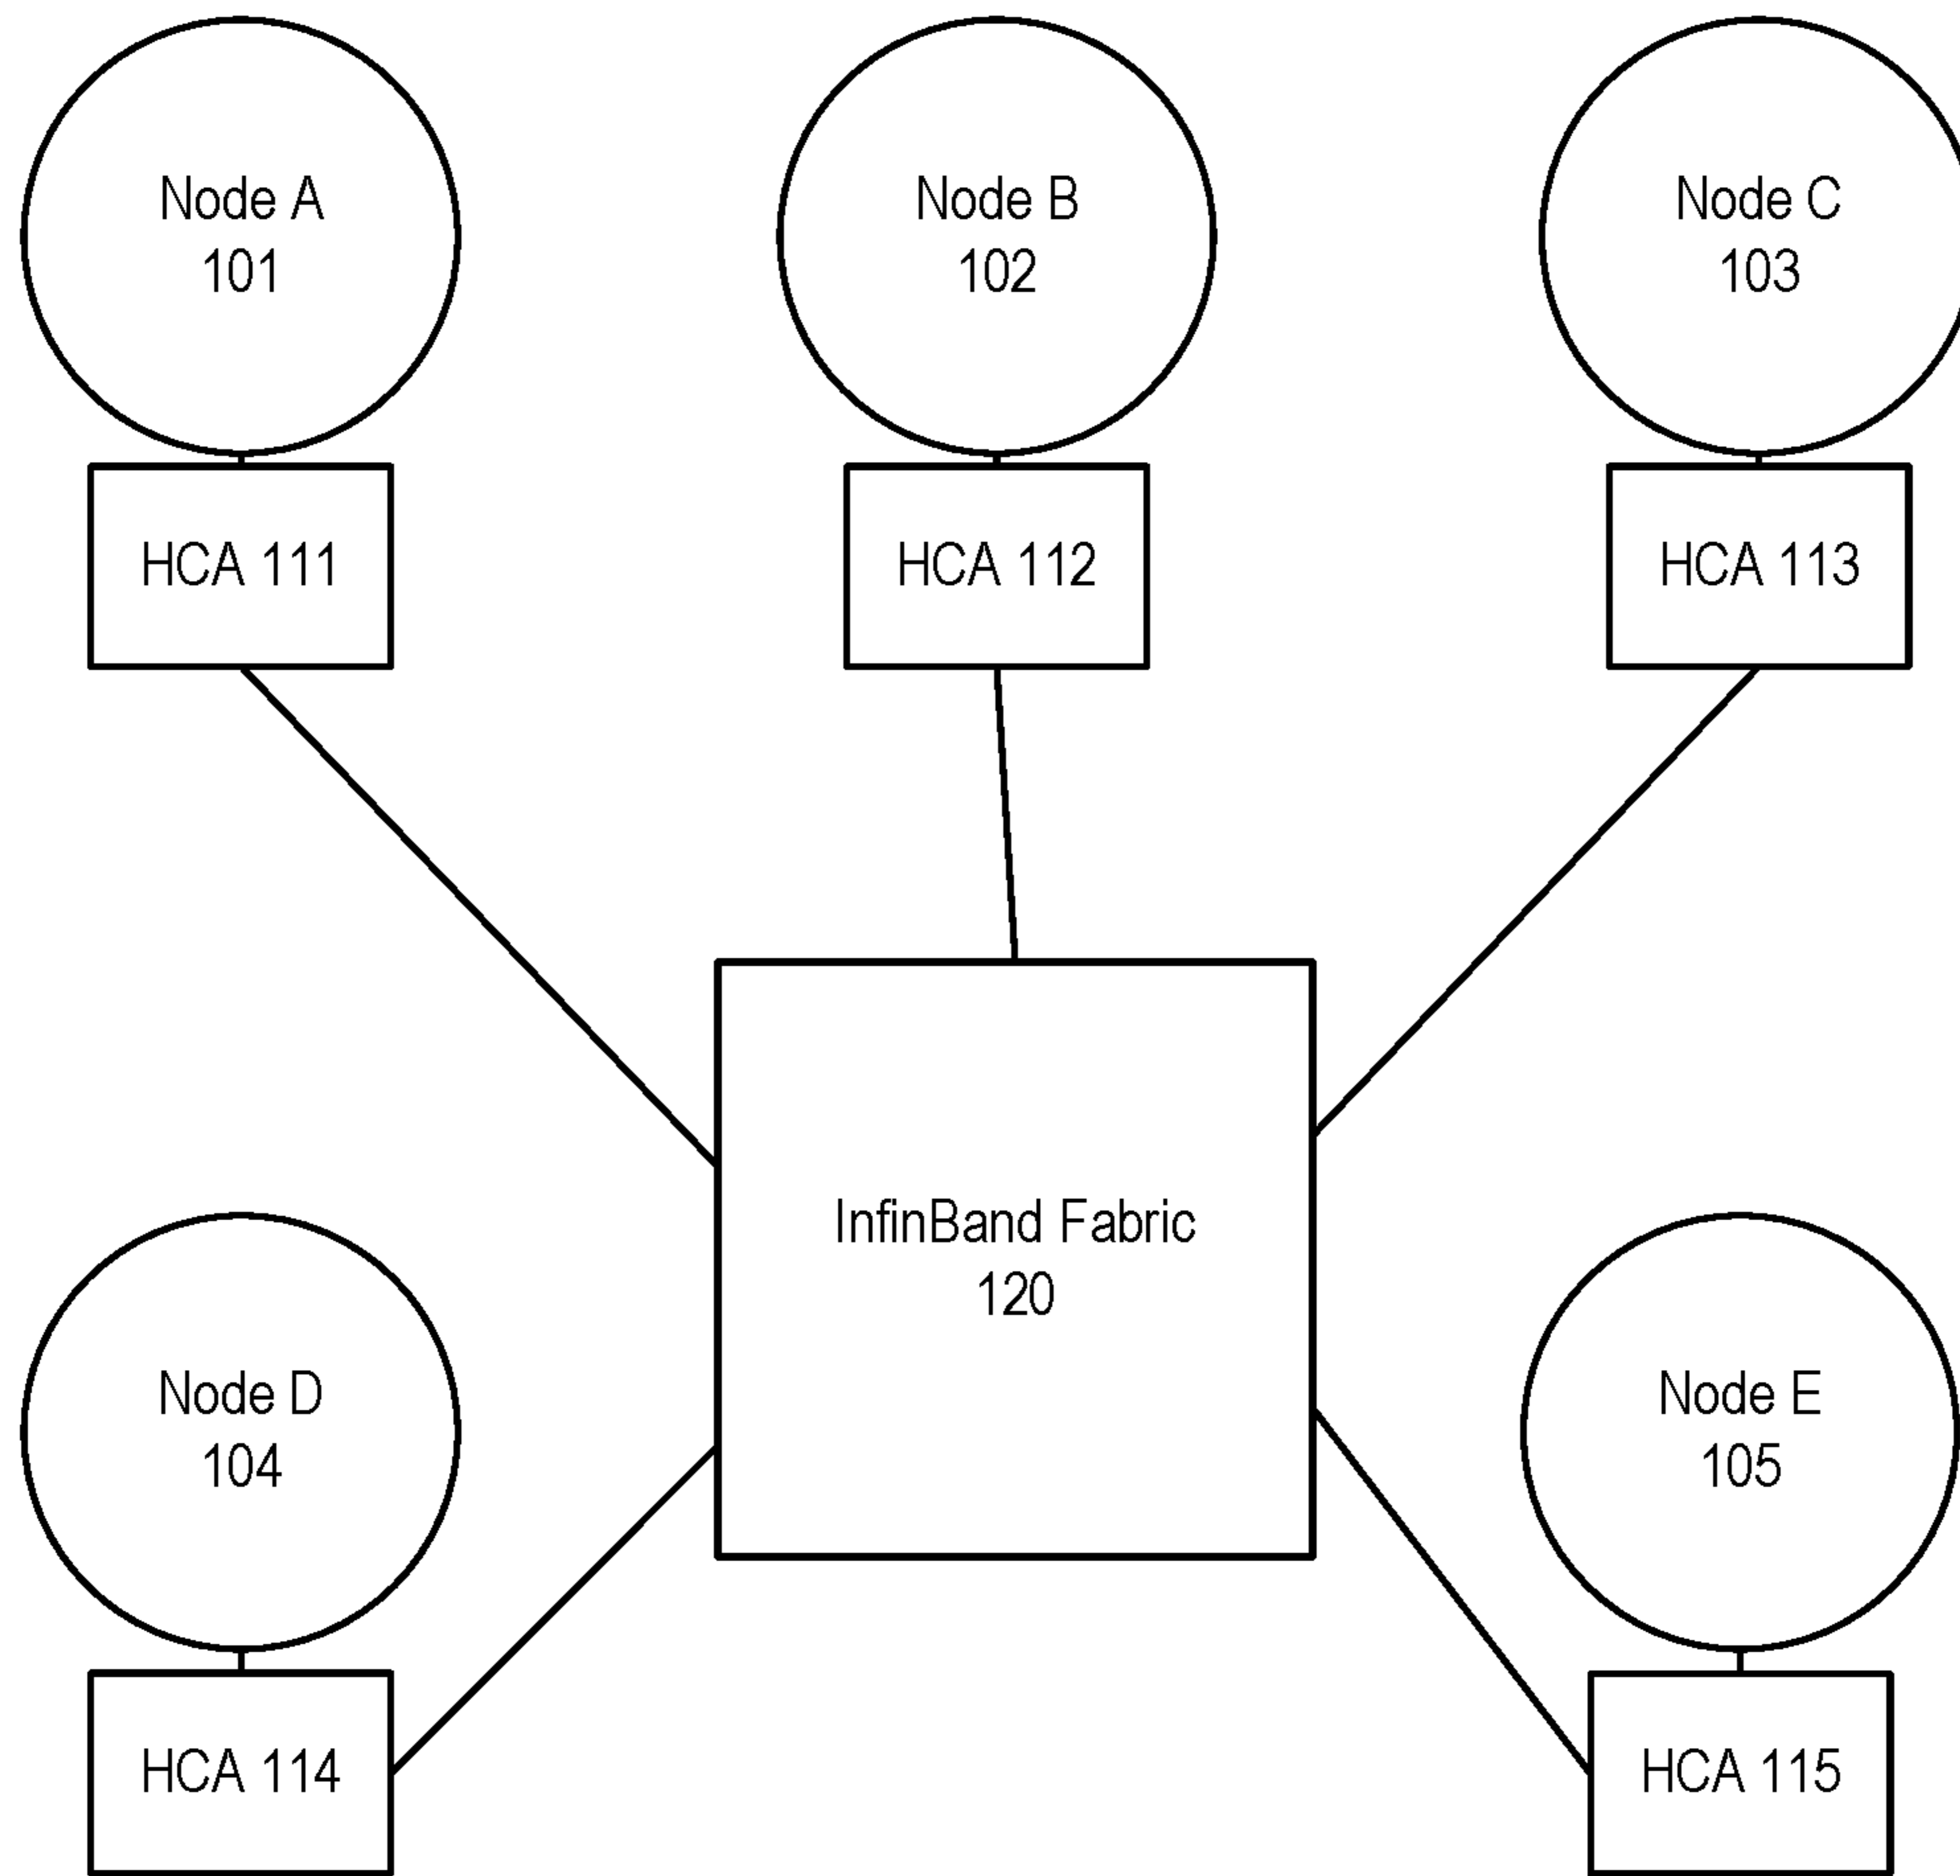 Node A
101
Node B
102
Node C
103
HCA 111
HCA 112
HCA 113
InfinBand Fabric
120
Node D
104
Node E
105
HCA 114
HCA 115